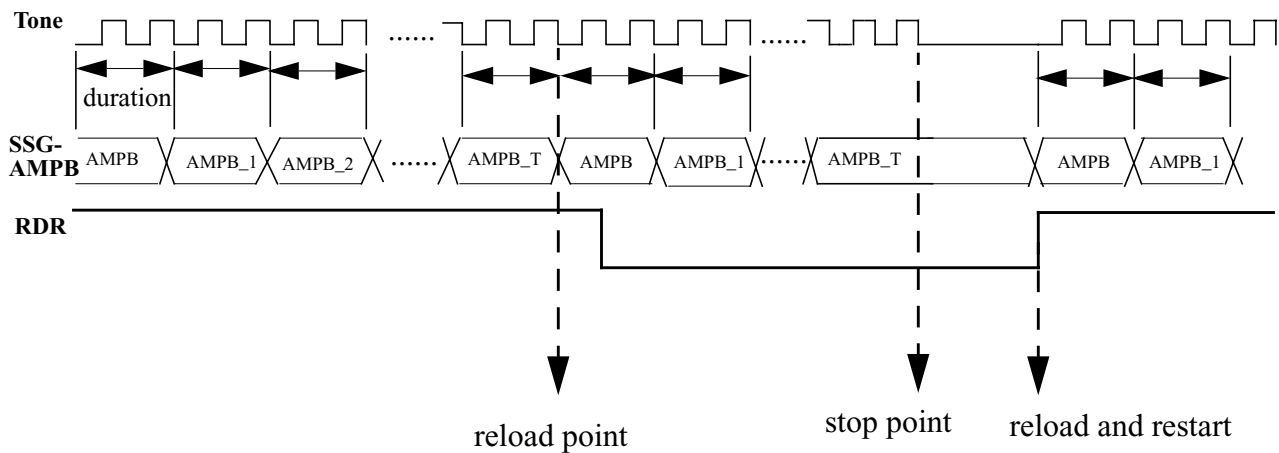 Tone
......
......
duration
SSG-
AMPB
AMPB
AMPB_1
AMPB_2
......
AMPB_T
AMPB
AMPB_1
......
AMPB_T
AMPB
AMPB_1
RDR
reload point
stop point
reload and restart